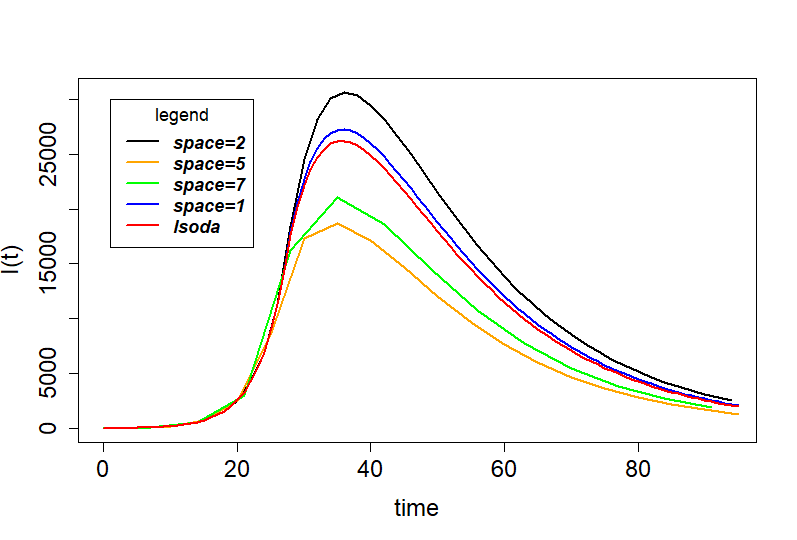 legend
space=2
space=5
space=7
space=1
lsoda
I(t)
0
5000
15000
25000
0
20
40
60
80
time